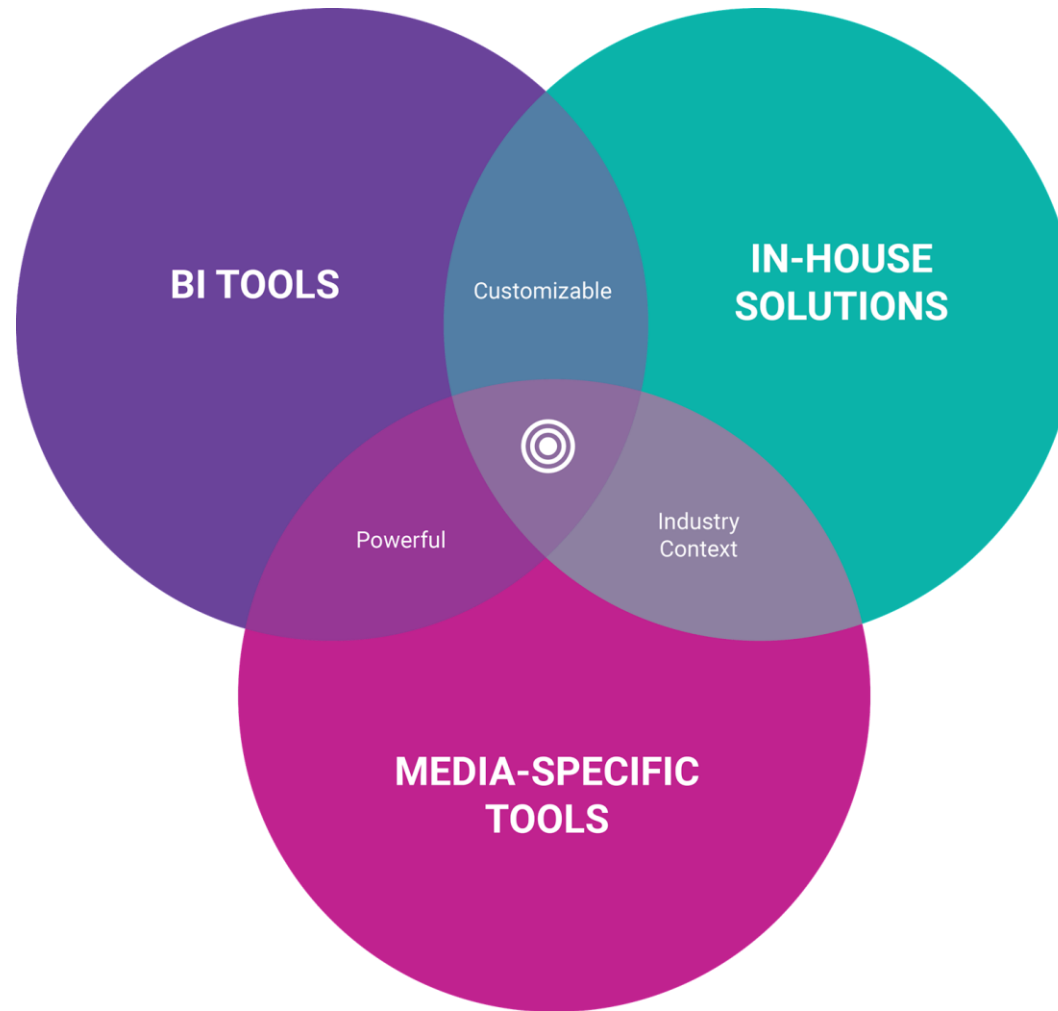 BI TOOLS
IN-HOUSE
SOLUTIONS
Customizable
Powerful
Industry
Context
MEDIA-SPECIFIC
TOOLS